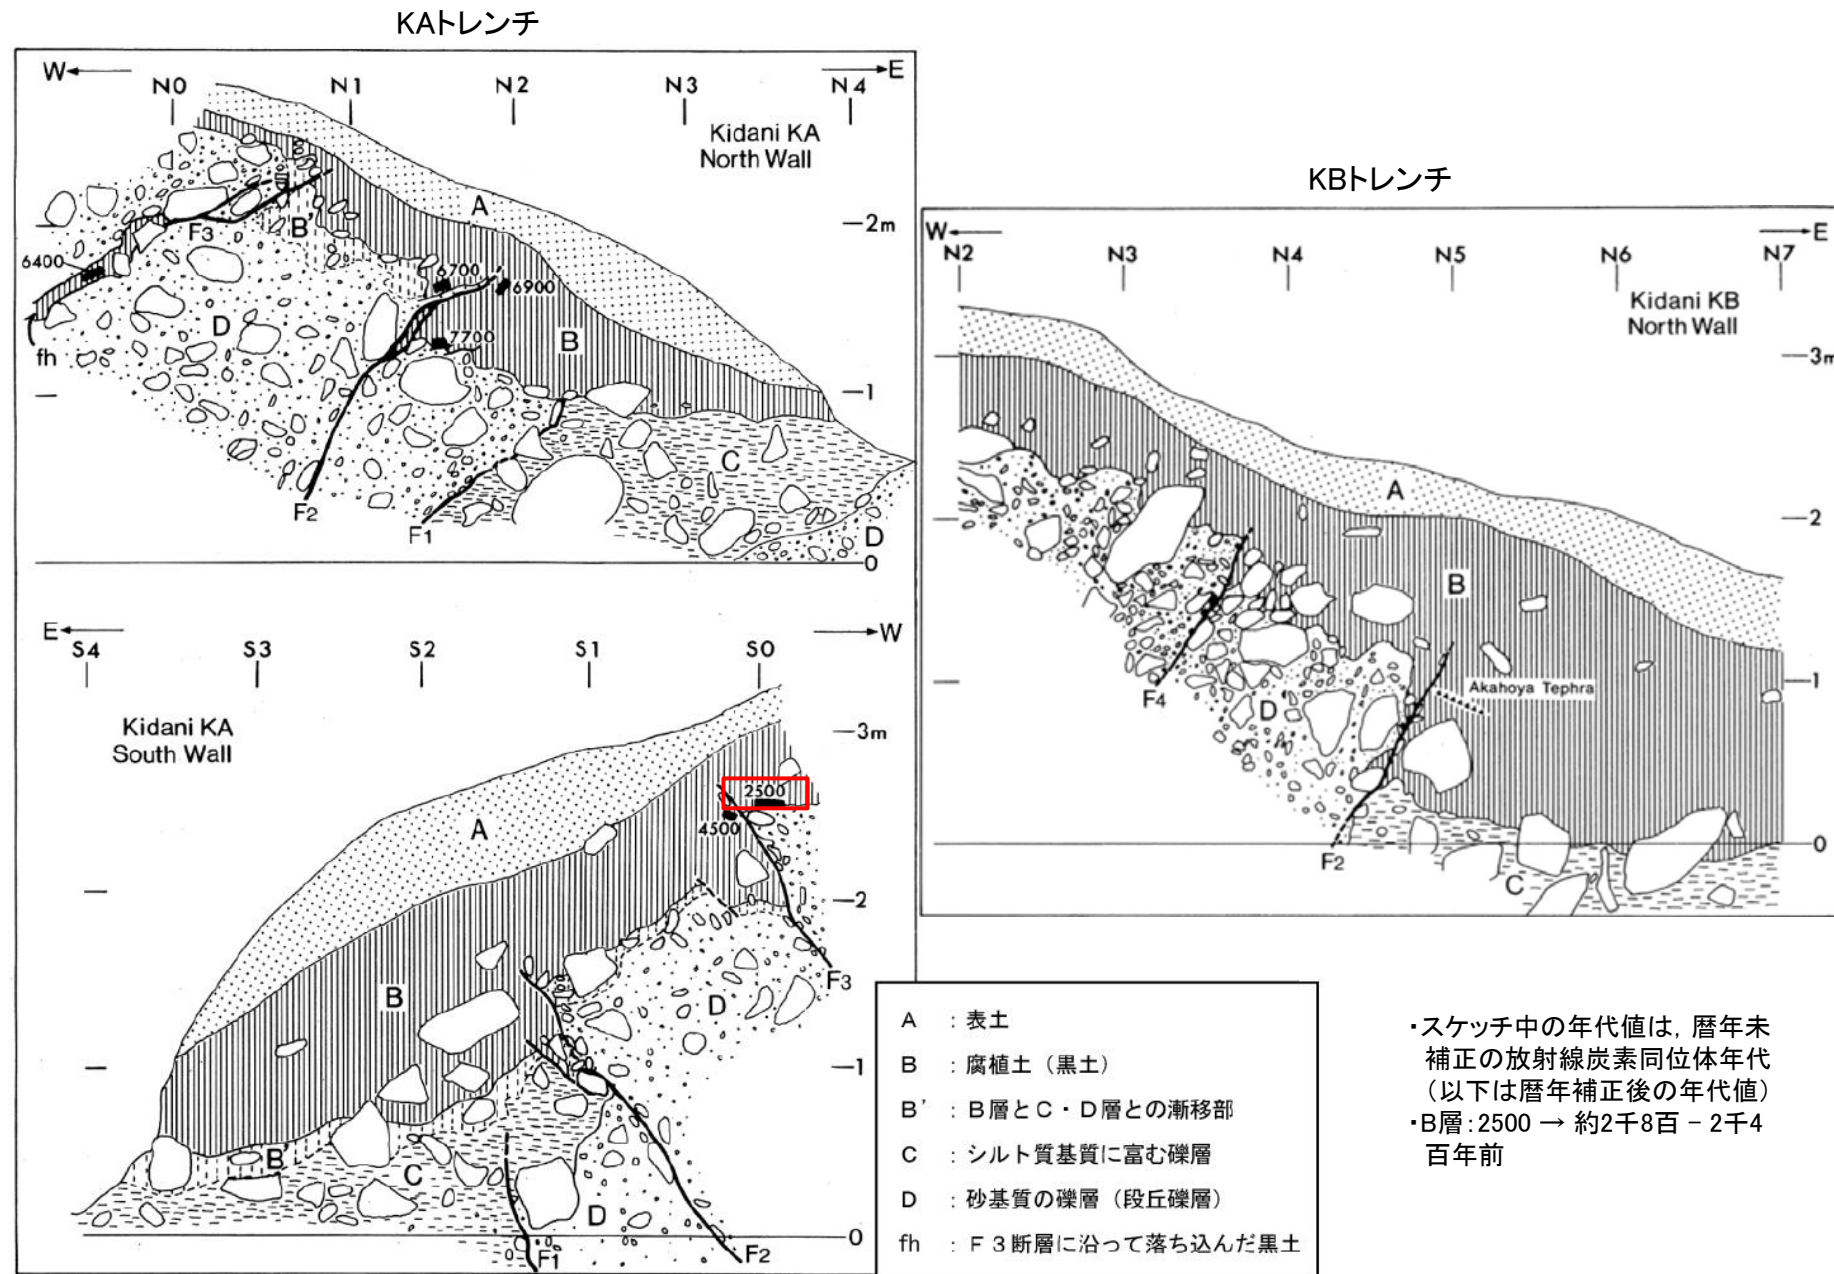 KAトレンチ
W E
N0 N1 N2 N3 N4
Kidani KA
North Wall
A
B'
F3
2m
6400
6700
6900
D
7700
B
fh
1
C
F2
F1
D
0
E W
S4 S3 S2 S1 S0
Kidani KA
South Wall
3m
2500
4500
A
2
F3
B
D
1
B'
C
D
0
F1
F2
KBトレンチ
W E
N2 N3 N4 N5 N6 N7
Kidani KB
North Wall
3m
A
2
B
Akahoya Tephra
1
F4
D
F2
0
C
A : 表土
B : 腐植土(黒土)
B' : B層とC・D層との漸移部
C : シルト質基質に富む礫層
D : 砂基質の礫層(段丘礫層)
fh : F3断層に沿って落ち込んだ黒土
・スケッチ中の年代値は, 暦年未
補正の放射線炭素同位体年代
(以下は暦年補正後の年代値)
・B層:2500 → 約2千8百 – 2千4
百年前